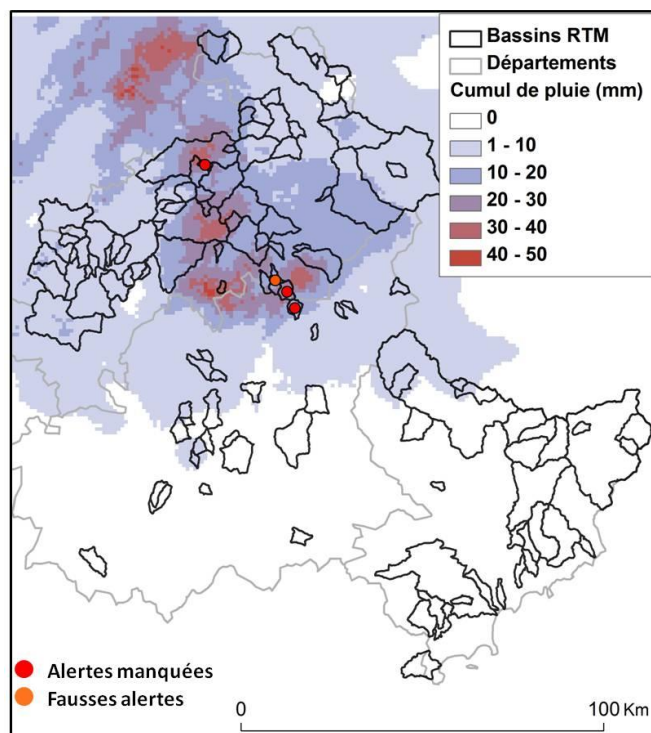 Bassins RTM
Départements
Cumul de pluie (mm)
0
1 - 10
10 - 20
20 - 30
30 - 40
40 - 50
Alertes manquées
Fausses alertes
0
100 Km